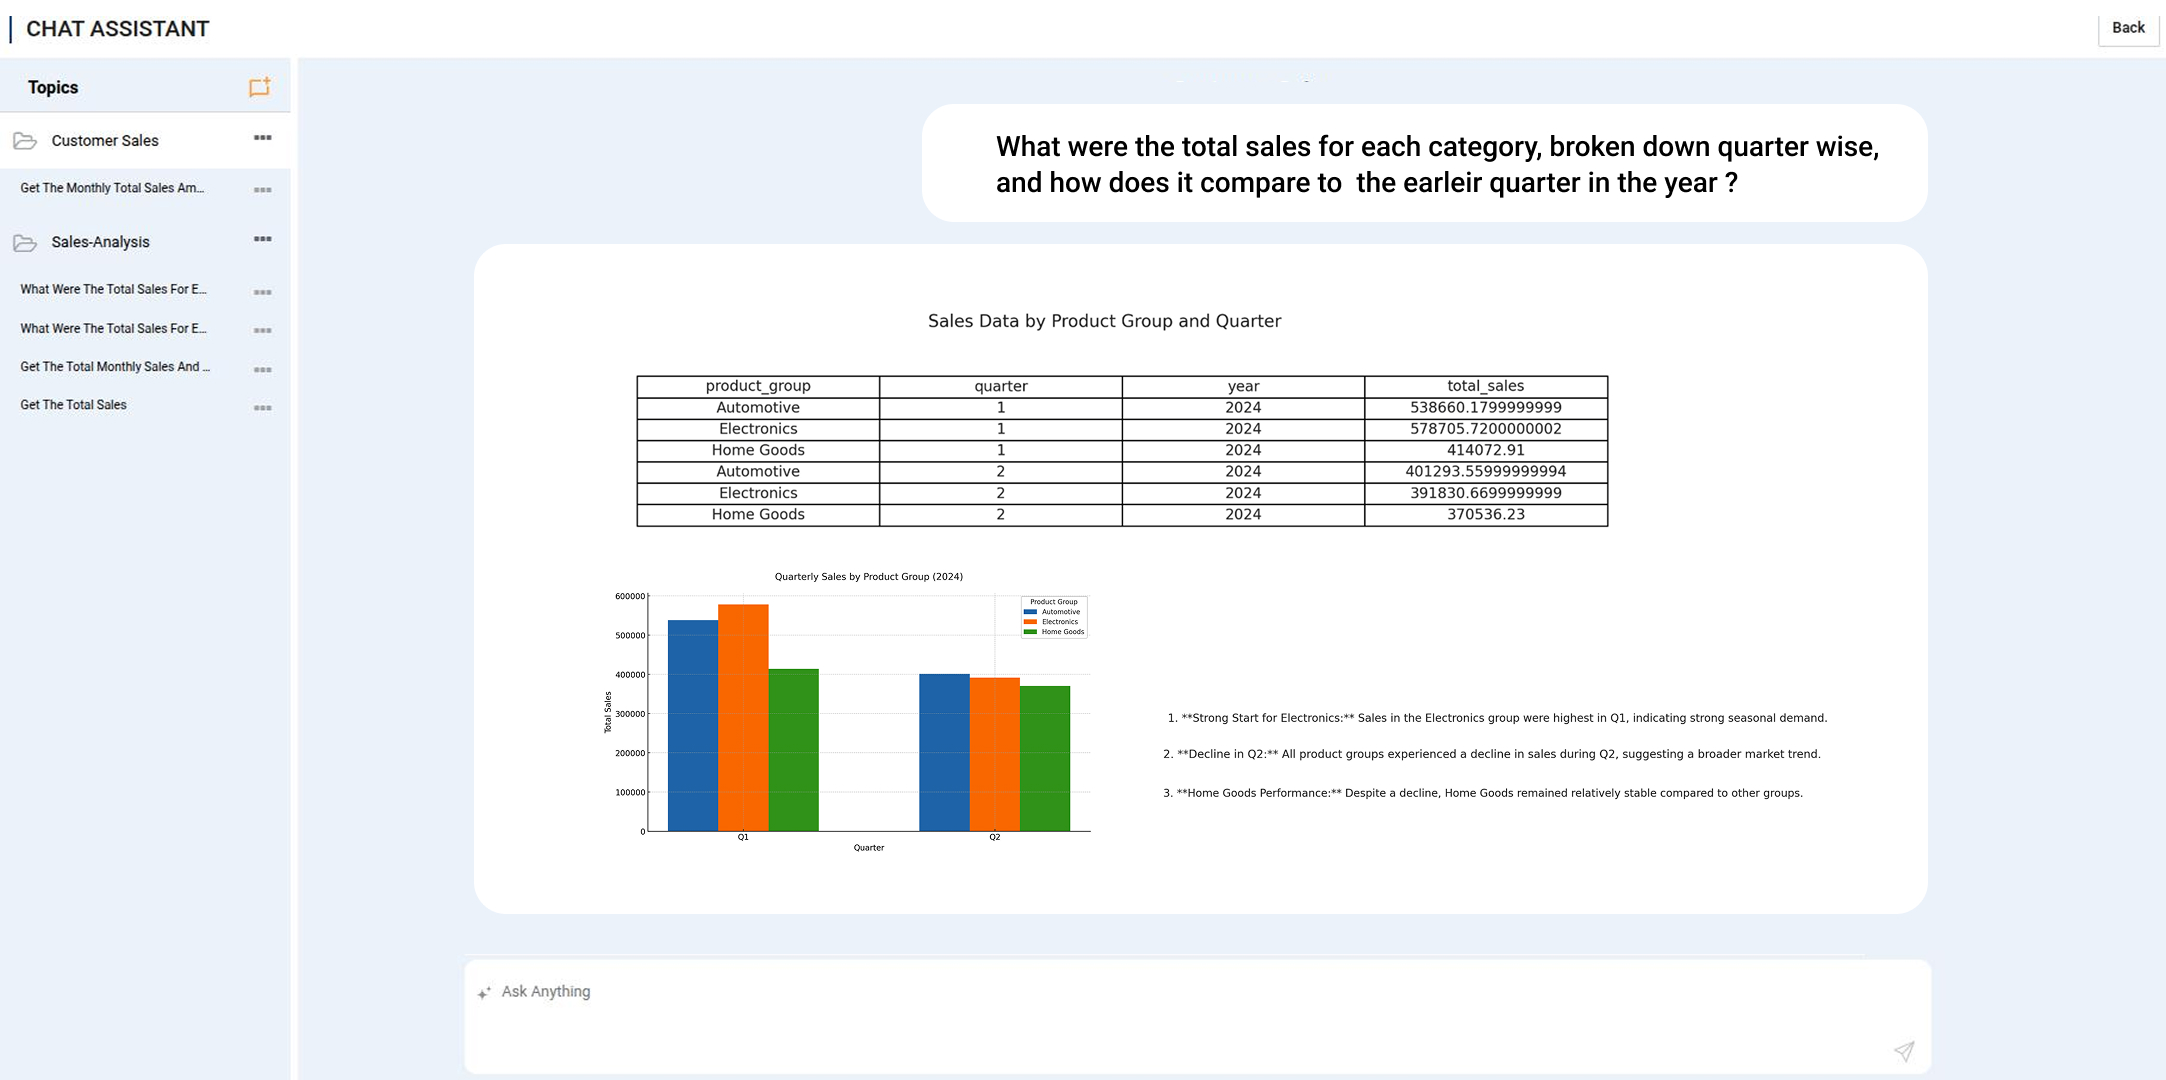 CHAT ASSISTANT
Back
Topics
Customer Sales
Get The Monthly Total Sales Am...
Sales-Analysis
What Were The Total Sales For E...
What Were The Total Sales For E...
Get The Total Monthly Sales And ...
Get The Total Sales
What were the total sales for each category, broken down quarter wise,
and how does it compare to  the earleir quarter in the year ?
Sales Data by Product Group and Quarter
product_group quarter year total_sales
Automotive 1 2024 538660.1799999999
Electronics 1 2024 578705.7200000002
Home Goods 1 2024 414072.91
Automotive 2 2024 401293.55999999994
Electronics 2 2024 391830.6699999999
Home Goods 2 2024 370536.23
Quarterly Sales by Product Group (2024)
Product Group
Automotive
Electronics
Home Goods
Total Sales
600000
500000
400000
300000
200000
100000
0
Q1 Q2
Quarter
1. **Strong Start for Electronics:** Sales in the Electronics group were highest in Q1, indicating strong seasonal demand.
2. **Decline in Q2:** All product groups experienced a decline in sales during Q2, suggesting a broader market trend.
3. **Home Goods Performance:** Despite a decline, Home Goods remained relatively stable compared to other groups.
Ask Anything